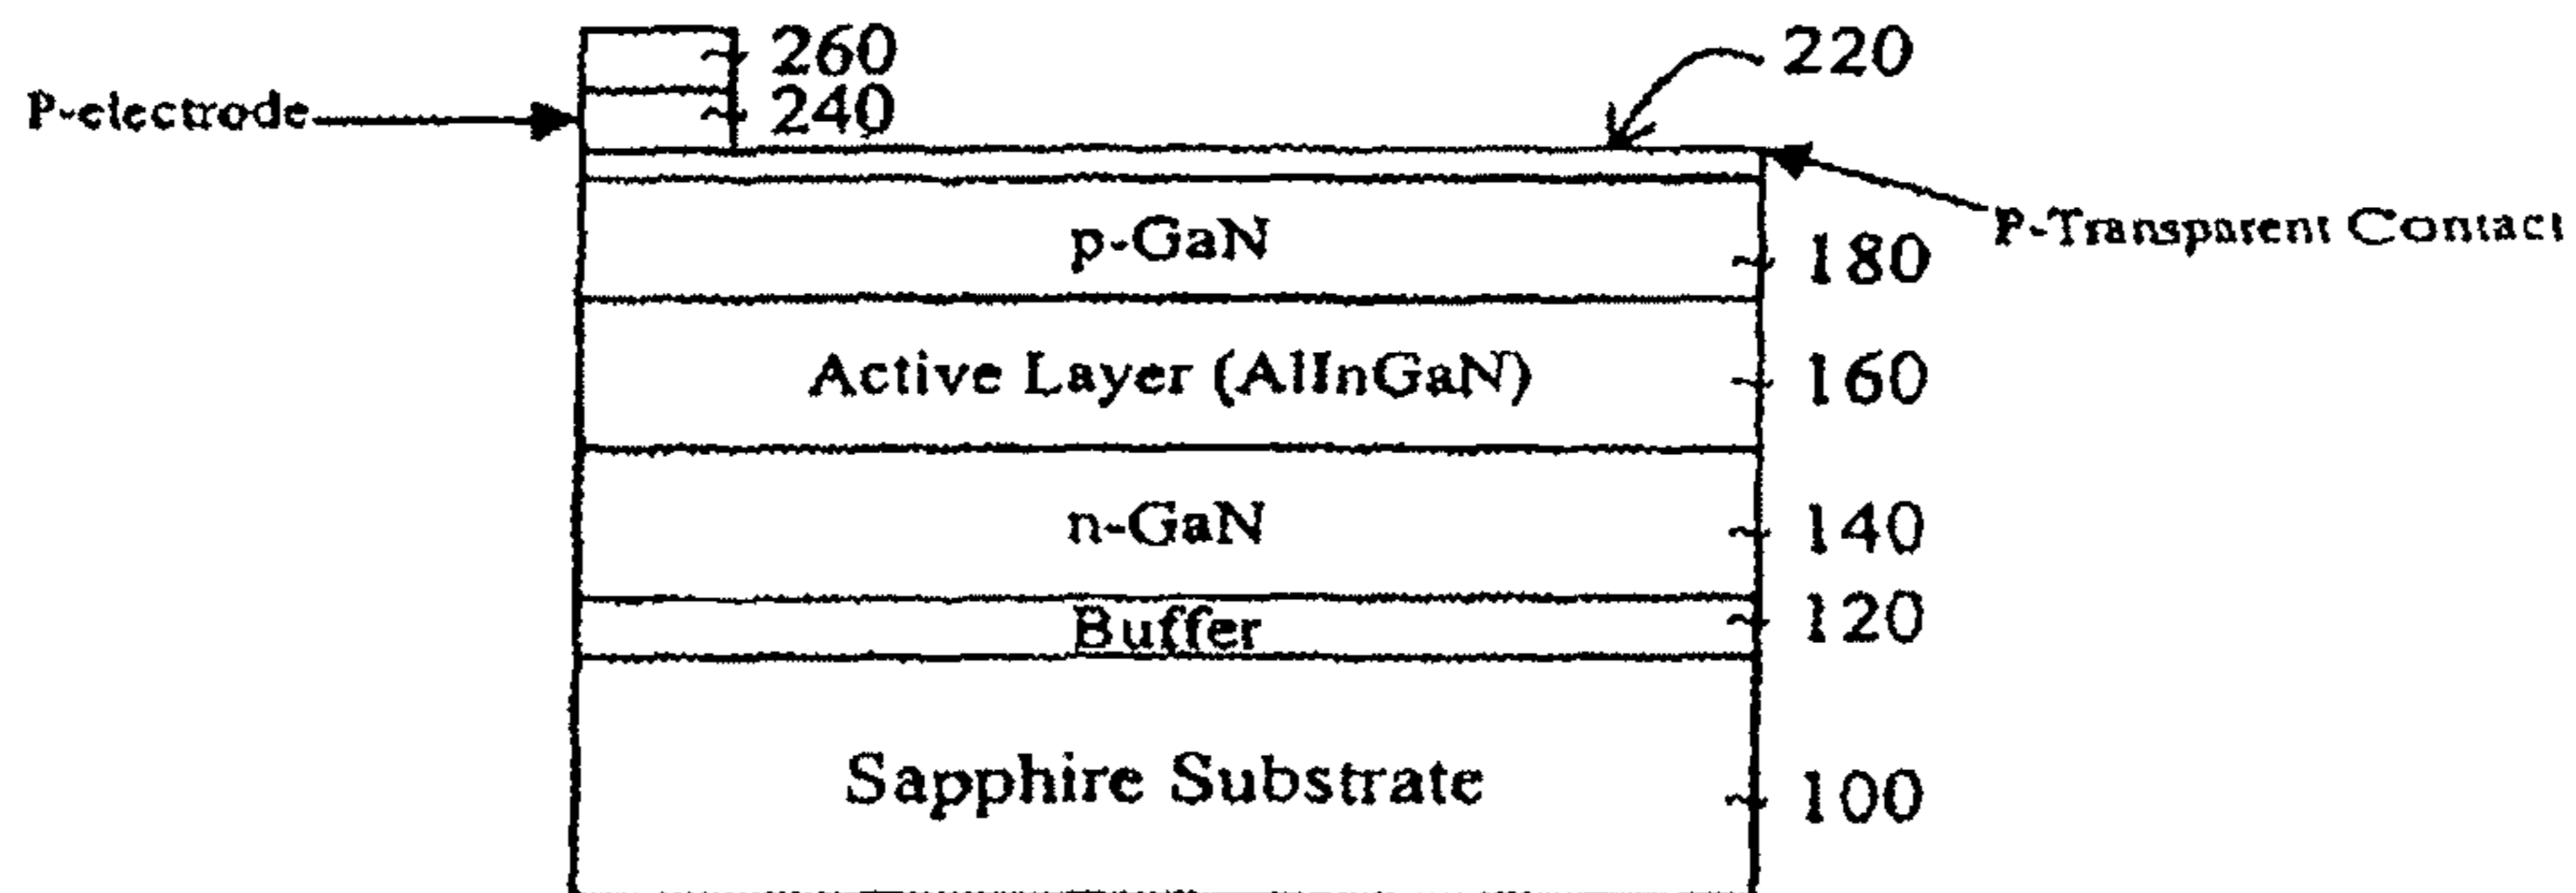 260
220
P-electrode
240
p-GaN
P-Transparent Contact
180
Active Layer (AlInGaN)
160
n-GaN
140
Buffer
120
Sapphire Substrate
100